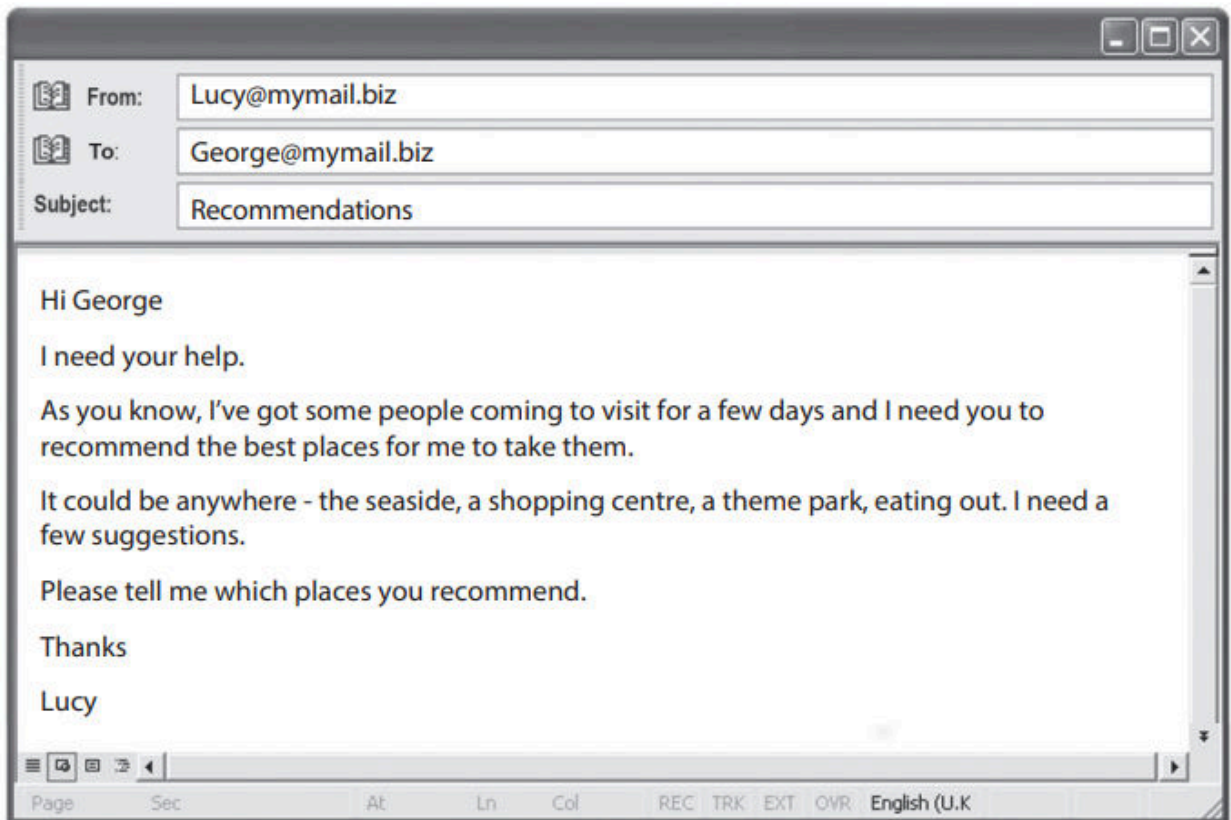 From: Lucy@mymail.biz
To: George@mymail.biz
Subject: Recommendations
Hi George
I need your help.
As you know, I've got some people coming to visit for a few days and I need you to
recommend the best places for me to take them.
It could be anywhere - the seaside, a shopping centre, a theme park, eating out. I need a
few suggestions.
Please tell me which places you recommend.
Thanks
Lucy
Page Sec At Ln Col REC TRK EXT OVR English (U.K